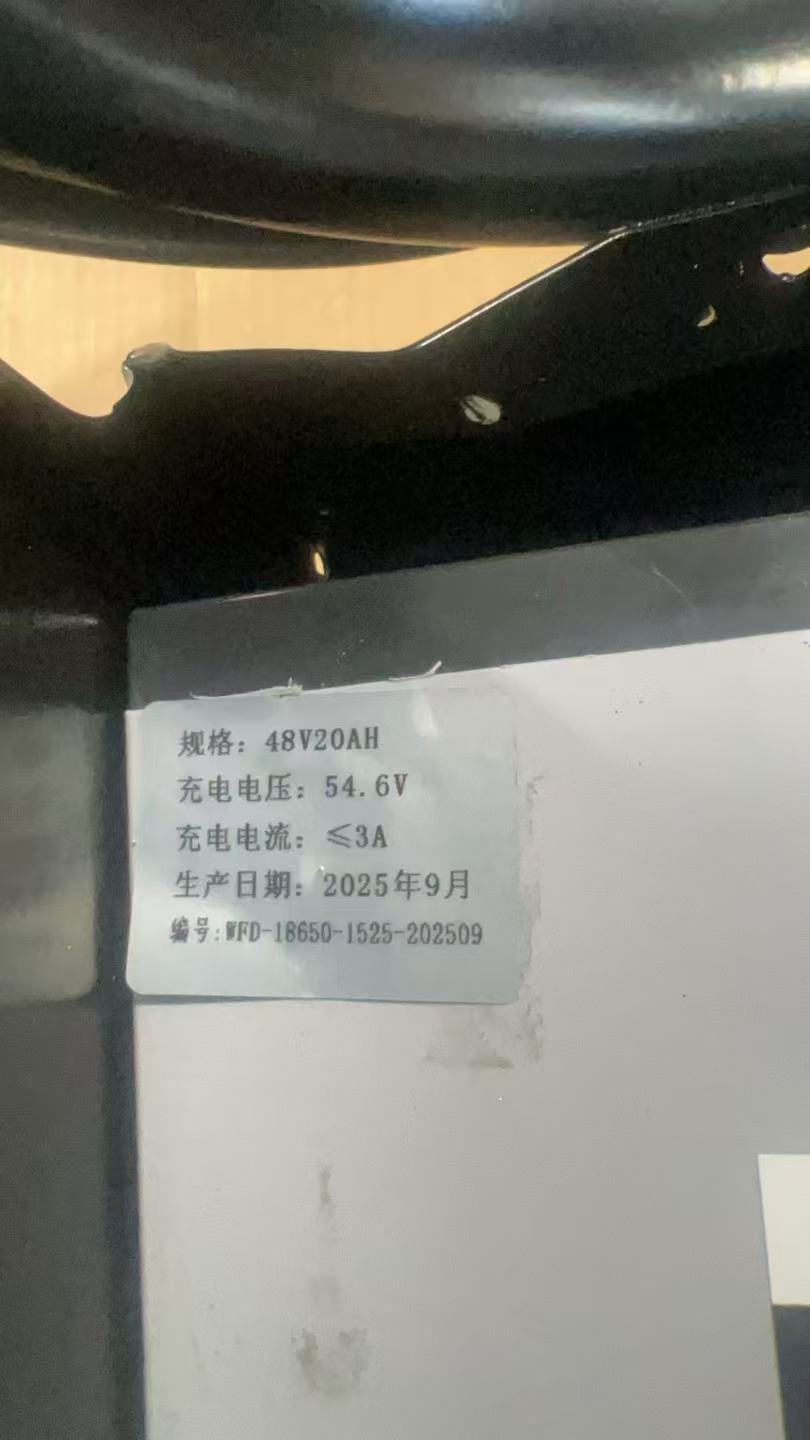 规格：48V20AH
充电电压：54.6V
充电电流：≤3A
生产日期：2025年9月
编号:WFD-18650-1525-202509